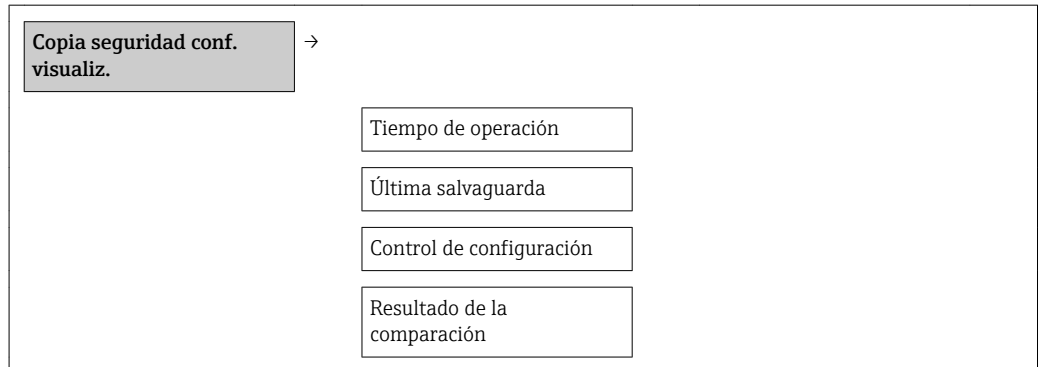 Copia seguridad conf. →
visualiz.
Tiempo de operación
Última salvaguarda
Control de configuración
Resultado de la
comparación